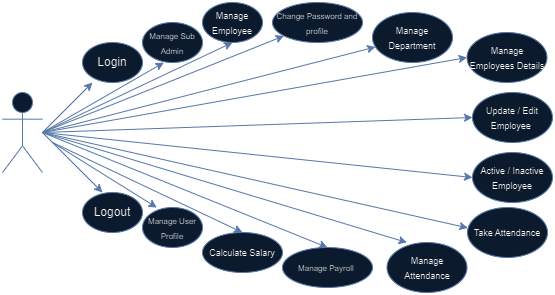 Manage
Employee
Change Password and
profile
Manage Sub
Admin
Manage
Department
Login
Manage
Employees Details
Update / Edit
Employee
Active / Inactive
Employee
Logout
Manage User
Profile
Take Attendance
Calculate Salary
Manage Payroll
Manage
Attendance